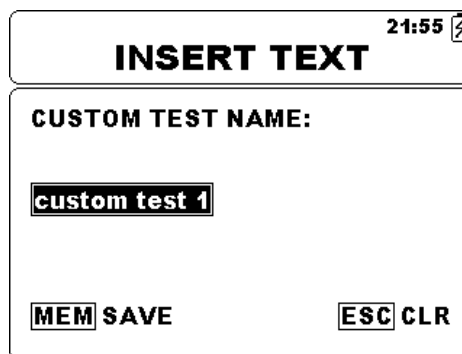 21:55
INSERT TEXT
CUSTOM TEST NAME:
custom test 1
MEM SAVE
ESC CLR